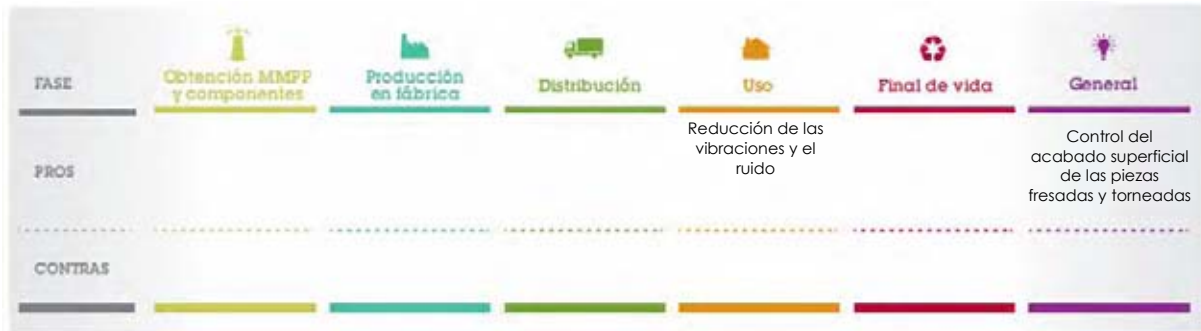 FASE
Obtención MMPP
y componentes
Producción
en fábrica
Distribución
Uso
Final de vida
General
PROS
Reducción de las
vibraciones y el
ruido
Control del
acabado superficial
de las piezas
fresadas y torneadas
CONTRAS